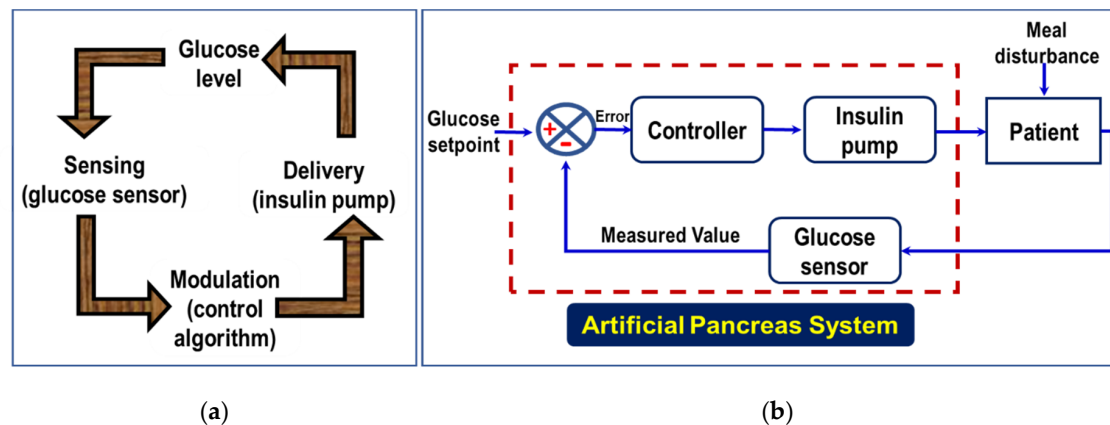 Glucose
level
Sensing
(glucose sensor)
Delivery
(insulin pump)
Modulation
(control
algorithm)
(a)
Meal
disturbance
Glucose
setpoint
+
-
Error
Controller
Insulin
pump
Patient
Measured Value
Glucose
sensor
Artificial Pancreas System
(b)